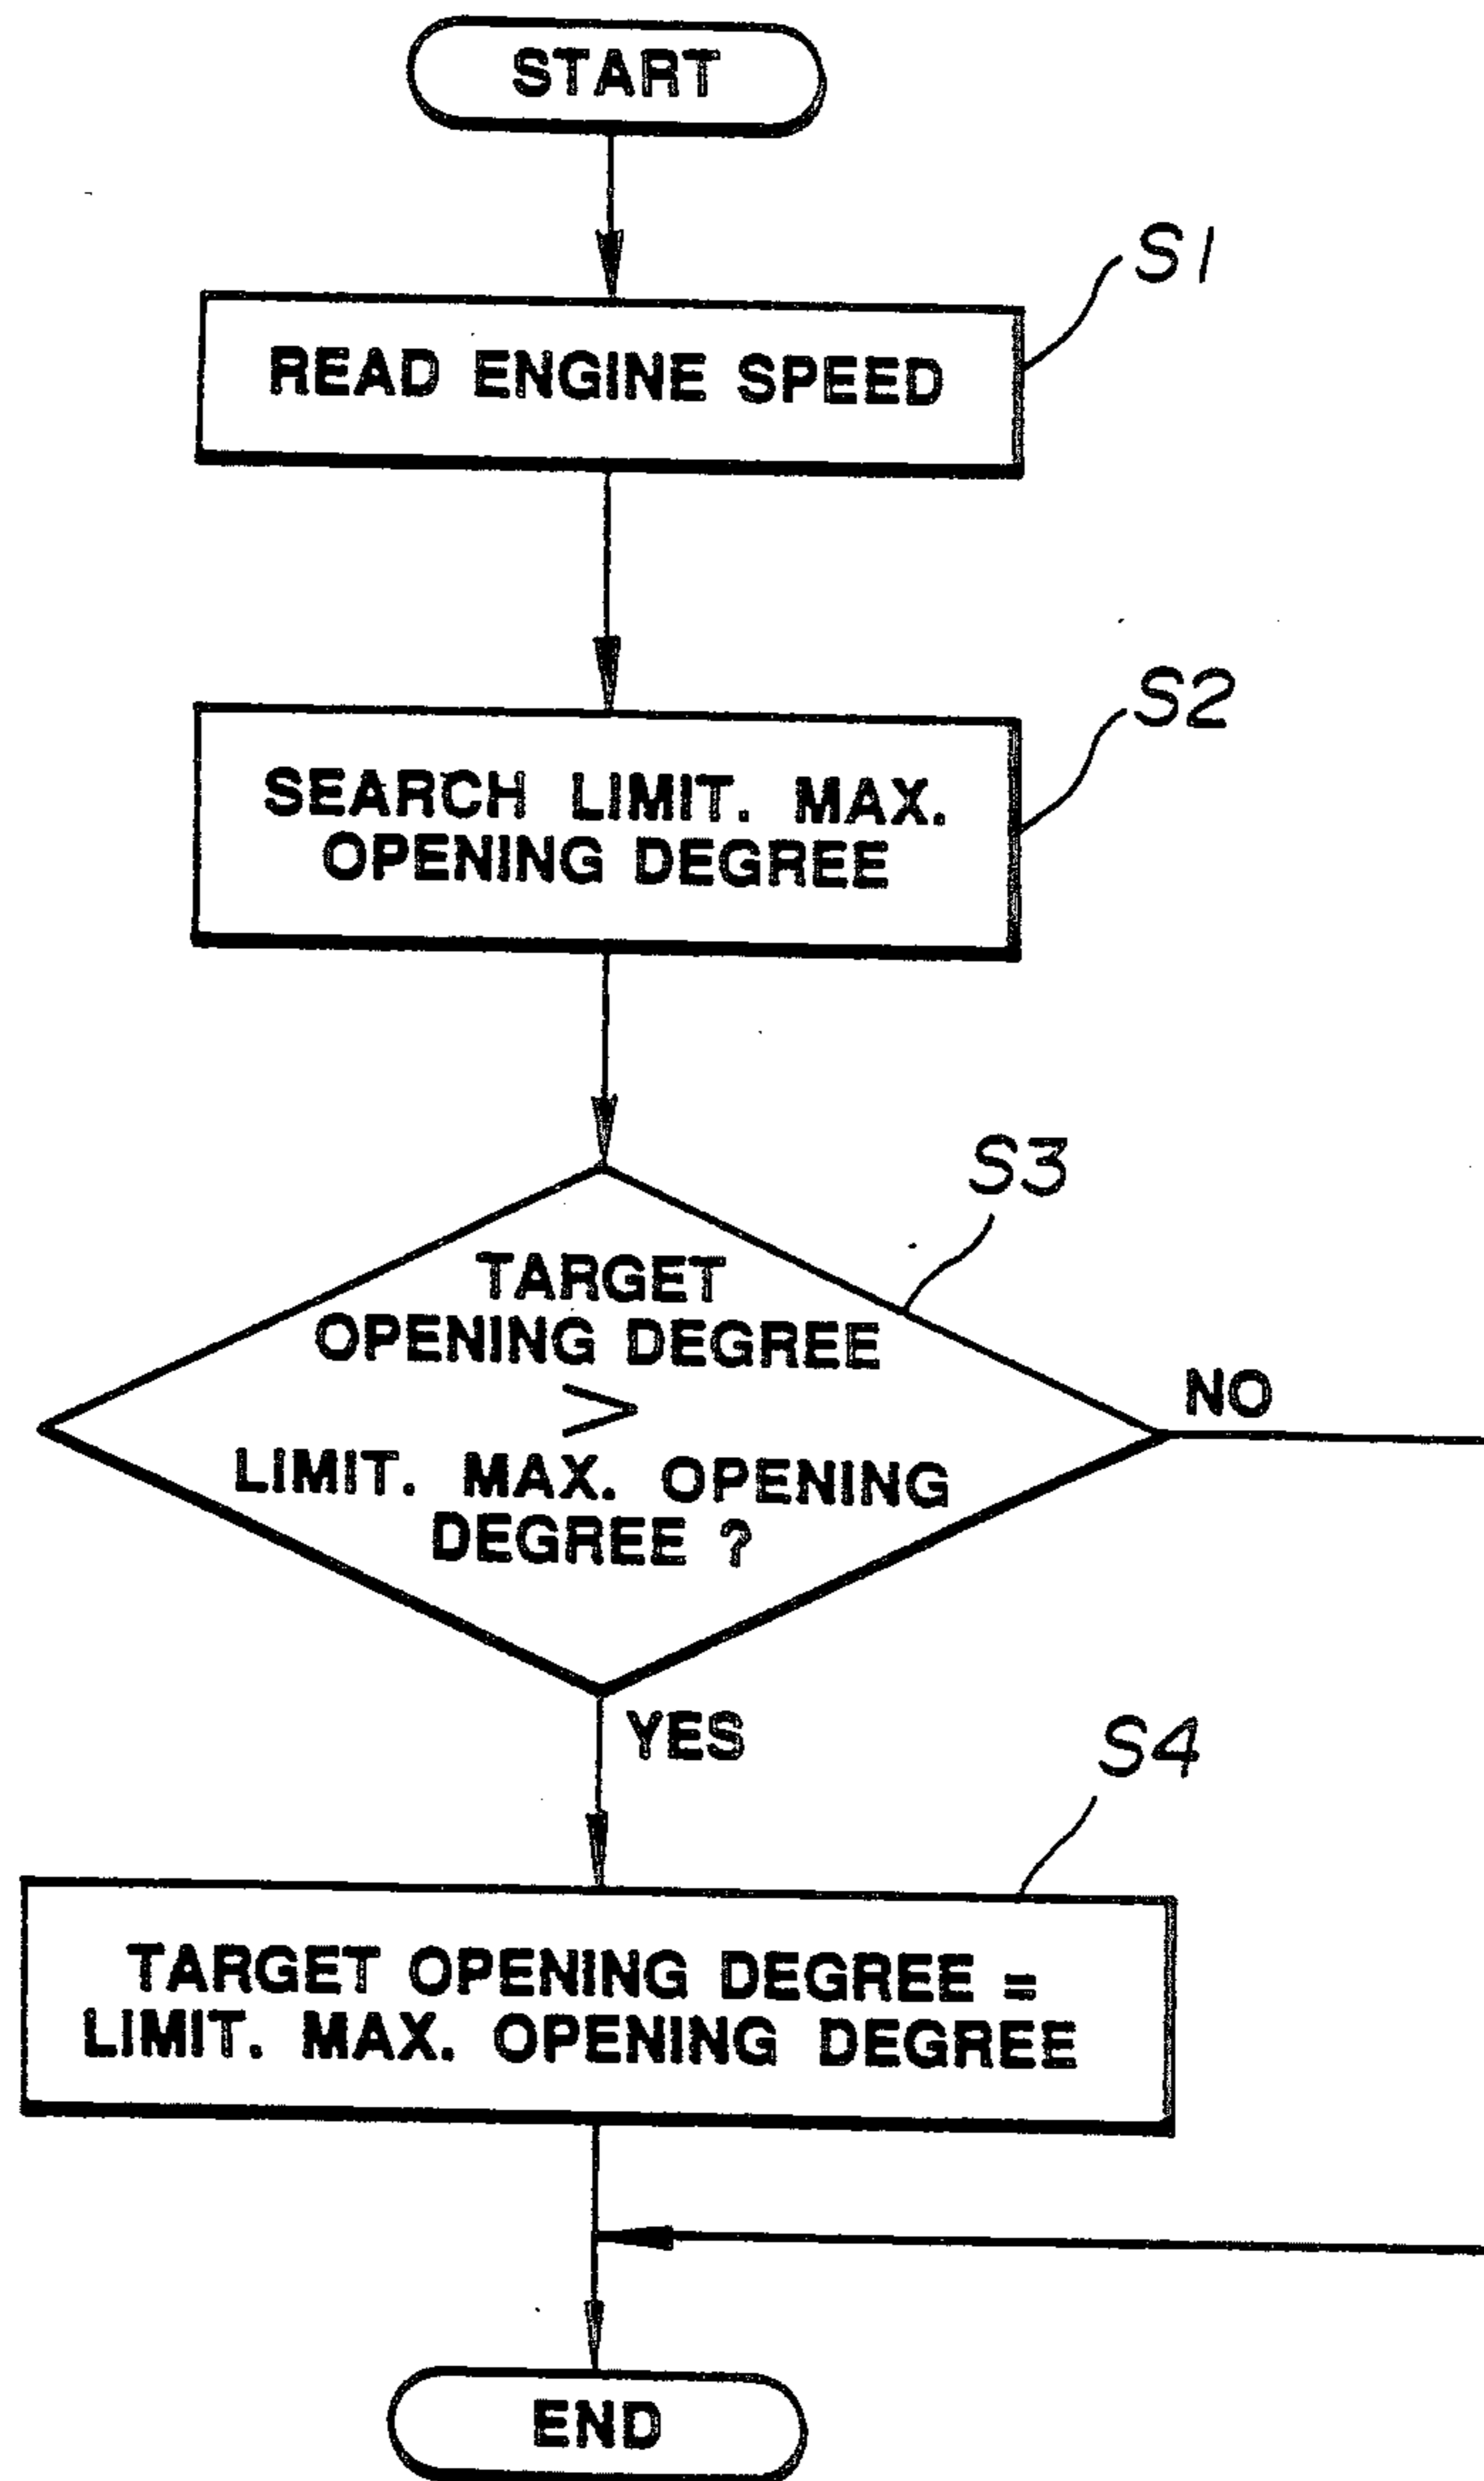 START
S1
READ ENGINE SPEED
S2
SEARCH LIMIT. MAX.
OPENING DEGREE
S3
TARGET
OPENING DEGREE
>
LIMIT. MAX. OPENING
DEGREE ?
NO
YES
S4
TARGET OPENING DEGREE =
LIMIT. MAX. OPENING DEGREE
END